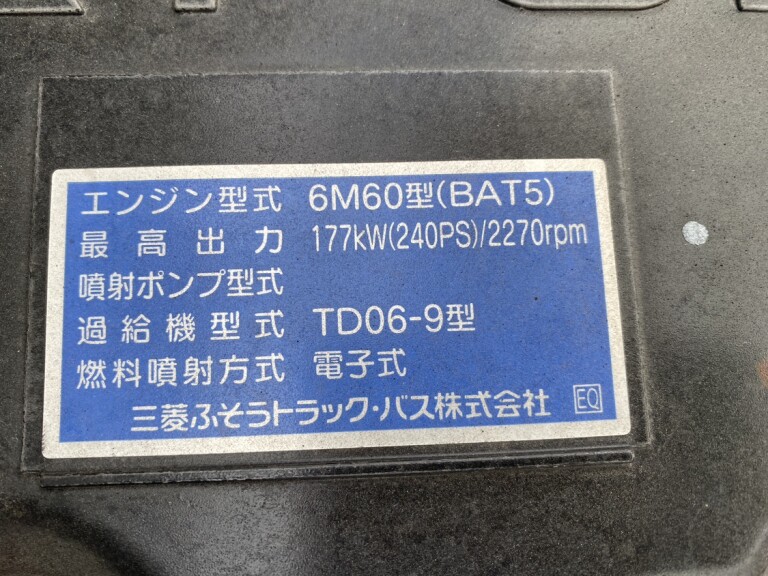 エンジン型式 6M60型(BAT5)
最高出力 177kW(240PS)/2270rpm
噴射ポンプ型式
過給機型式 TD06-9型
燃料噴射方式 電子式
三菱ふそうトラック・バス株式会社 EQ